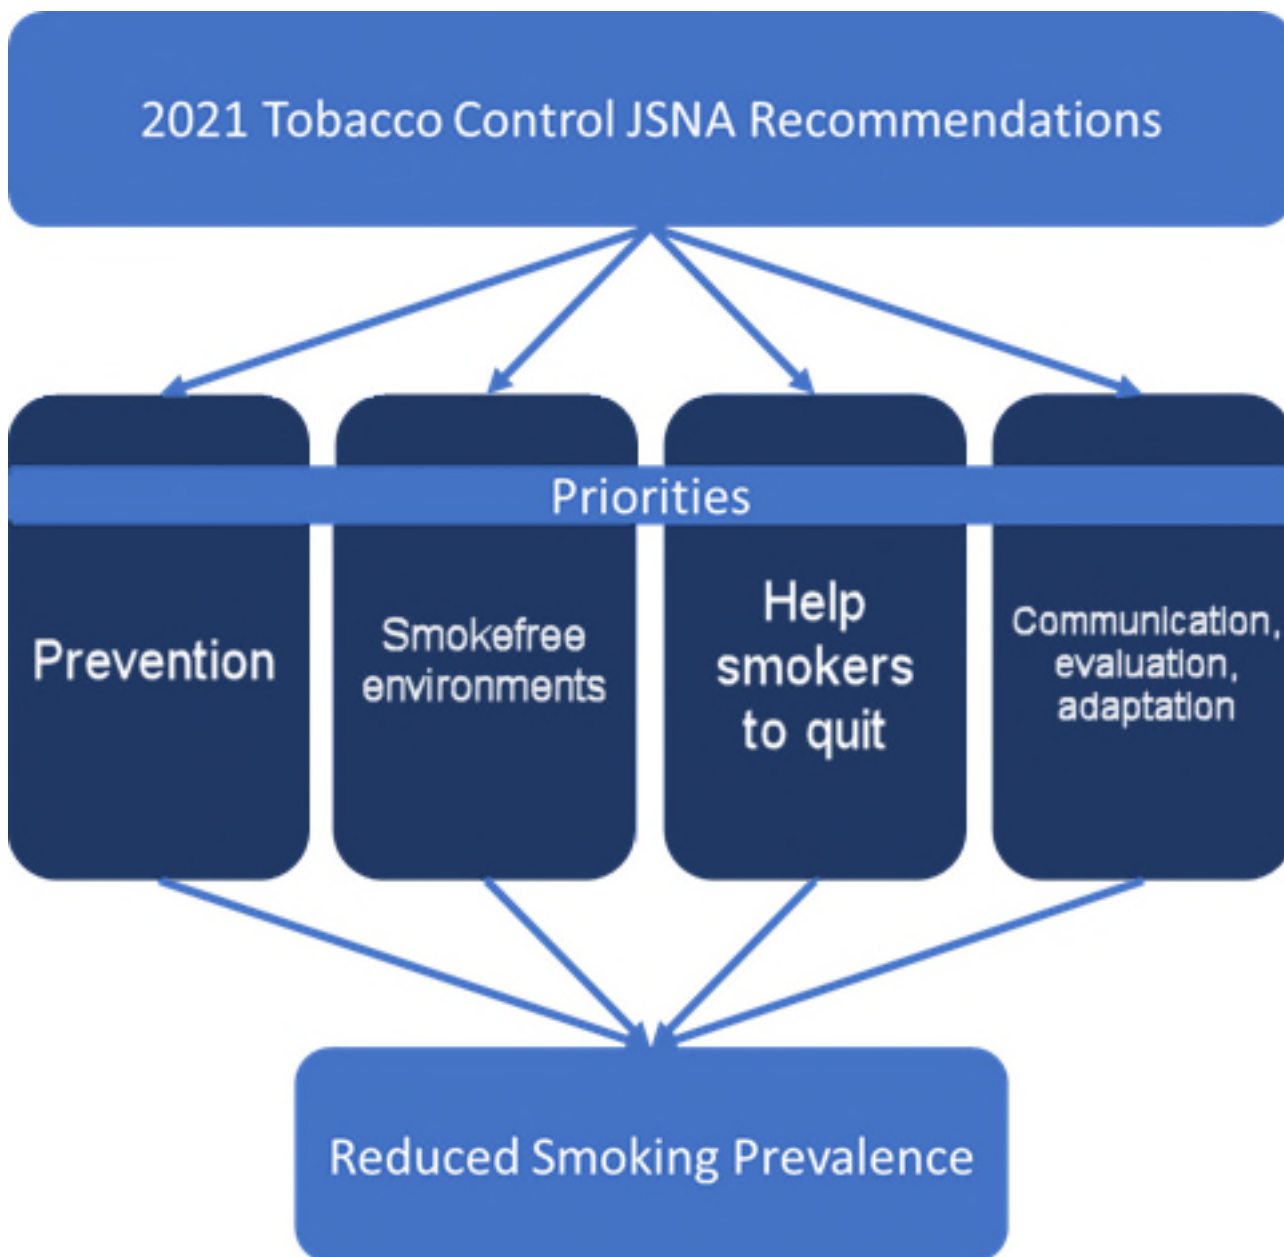 2021 Tobacco Control JSNA Recommendations
Priorities
Prevention
Smokefree
environments
Help
smokers
to quit
Communication,
evaluation,
adaptation
Reduced Smoking Prevalence